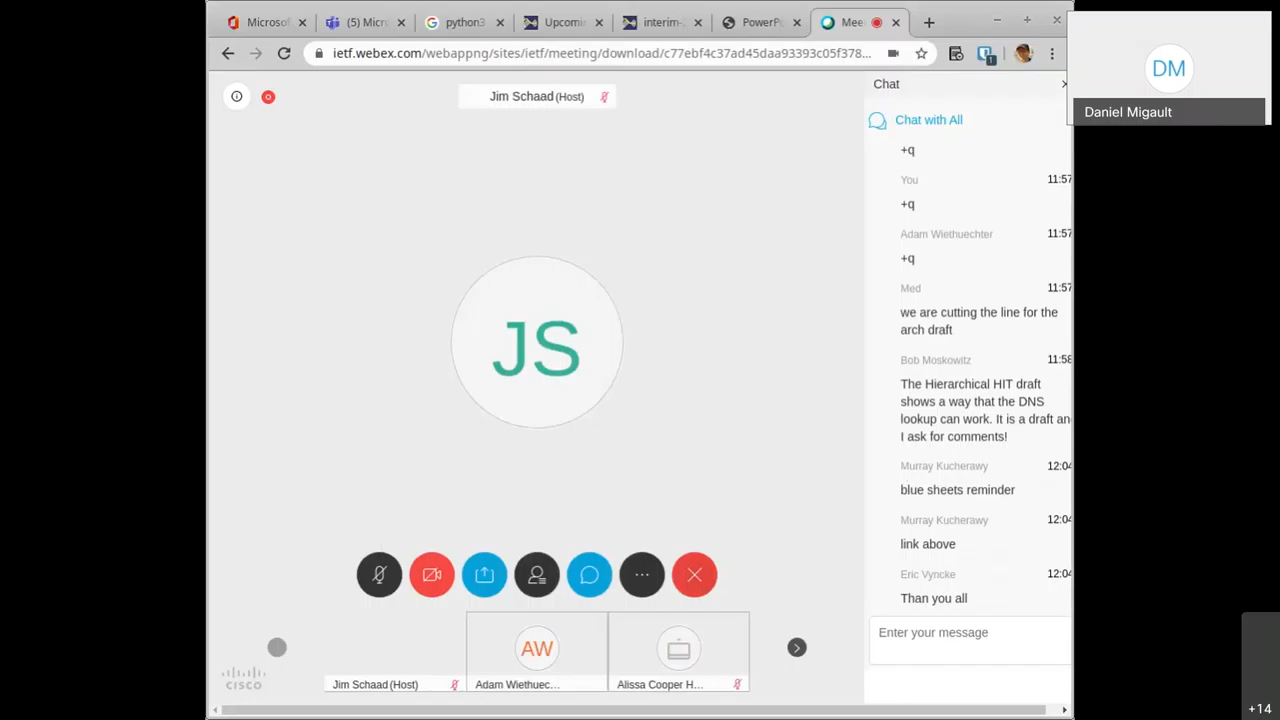 Microsof
(5) Micr
python3
Upcomin
interim-2
PowerPo
Mee
ietf.webex.com/webappng/sites/ietf/meeting/download/c77ebf4c37ad45daa93393c05f378...
1
Jim Schaad (Host)
JS
Chat
Chat with All
+q
You 11:57
+q
Adam Wiethuechter 11:57
+q
Med 11:57
we are cutting the line for the
arch draft
Bob Moskowitz 11:58
The Hierarchical HIT draft
shows a way that the DNS
lookup can work. It is a draft and
I ask for comments!
Murray Kucherawy 12:04
blue sheets reminder
Murray Kucherawy 12:04
link above
Eric Vyncke 12:04
Than you all
Enter your message
AW
Jim Schaad (Host)
Adam Wiethuec...
Alissa Cooper H...
CISCO
DM
Daniel Migault
+14